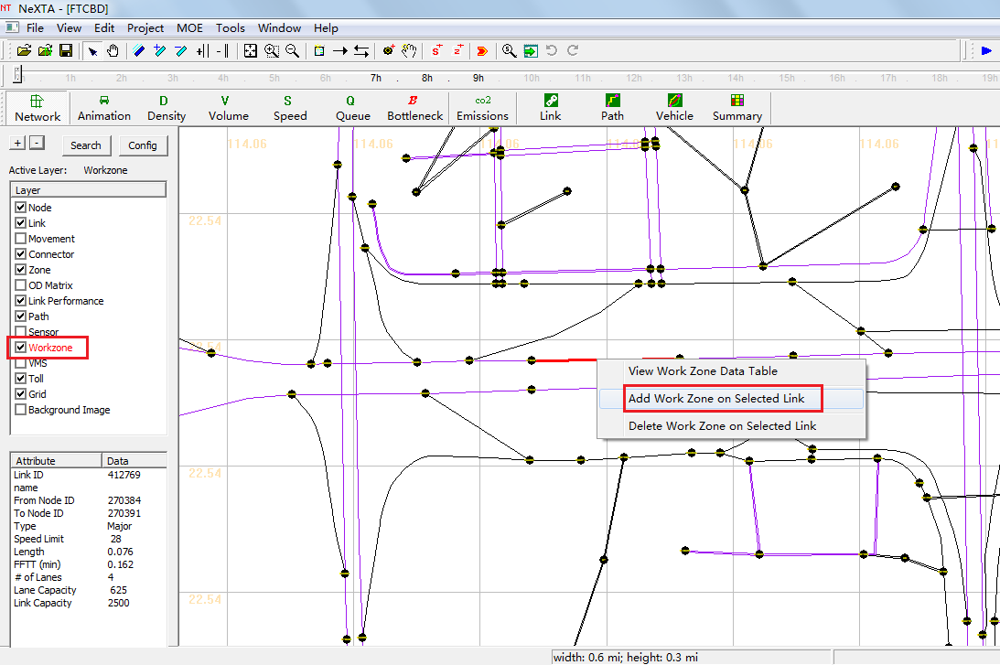 NeXTA - [FTCBD]
File View Edit Project MOE Tools Window Help
1h 2h 3h 4h 5h 6h 7h 8h 9h 10h 11h 12h 13h 14h 15h 16h 17h 18h 19h
Network Animation Density Volume Speed Queue Bottleneck Emissions Link Path Vehicle Summary
+ - Search Config
Active Layer: Workzone
Layer
Node
Link
Movement
Connector
Zone
OD Matrix
Link Performance
Path
Sensor
Workzone
VMS
Toll
Grid
Background Image
Attribute Data
Link ID 412769
name
From Node ID 270384
To Node ID 270391
Type Major
Speed Limit 28
Length 0.076
FFTT (min) 0.162
# of Lanes 4
Lane Capacity 625
Link Capacity 2500
114.06 114.06 114.06 114.06 114.06 114.06
22.54
22.54
22.54
22.54
View Work Zone Data Table
Add Work Zone on Selected Link
Delete Work Zone on Selected Link
width: 0.6 mi; height: 0.3 mi